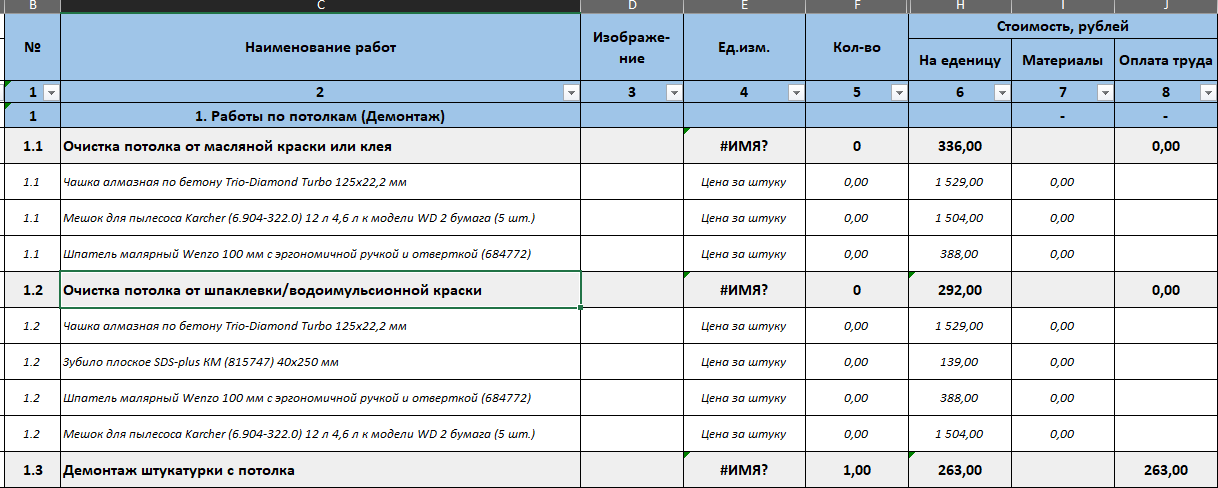 B C D E F H I J
№ Наименование работ Изображе-
ние Ед.изм. Кол-во Стоимость, рублей
На еденицу Материалы Оплата труда
1 2 3 4 5 6 7 8
1 1. Работы по потолкам (Демонтаж) - -
1.1 Очистка потолка от масляной краски или клея #ИМЯ? 0 336,00 0,00
1.1 Чашка алмазная по бетону Trio-Diamond Turbo 125х22,2 мм Цена за штуку 0,00 1 529,00 0,00
1.1 Мешок для пылесоса Karcher (6.904-322.0) 12 л 4,6 л к модели WD 2 бумага (5 шт.) Цена за штуку 0,00 1 504,00 0,00
1.1 Шпатель малярный Wenzo 100 мм с эргономичной ручкой и отверткой (684772) Цена за штуку 0,00 388,00 0,00
1.2 Очистка потолка от шпаклевки/водоимульсионной краски #ИМЯ? 0 292,00 0,00
1.2 Чашка алмазная по бетону Trio-Diamond Turbo 125х22,2 мм Цена за штуку 0,00 1 529,00 0,00
1.2 Зубило плоское SDS-plus КМ (815747) 40х250 мм Цена за штуку 0,00 139,00 0,00
1.2 Шпатель малярный Wenzo 100 мм с эргономичной ручкой и отверткой (684772) Цена за штуку 0,00 388,00 0,00
1.2 Мешок для пылесоса Karcher (6.904-322.0) 12 л 4,6 л к модели WD 2 бумага (5 шт.) Цена за штуку 0,00 1 504,00 0,00
1.3 Демонтаж штукатурки с потолка #ИМЯ? 1,00 263,00 263,00